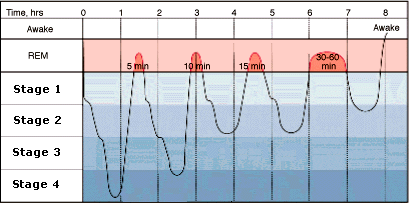 Time, hrs 0 1 2 3 4 5 6 7 8
Awake Awake
REM
5 min 10 min 15 min 30-60
min
Stage 1
Stage 2
Stage 3
Stage 4